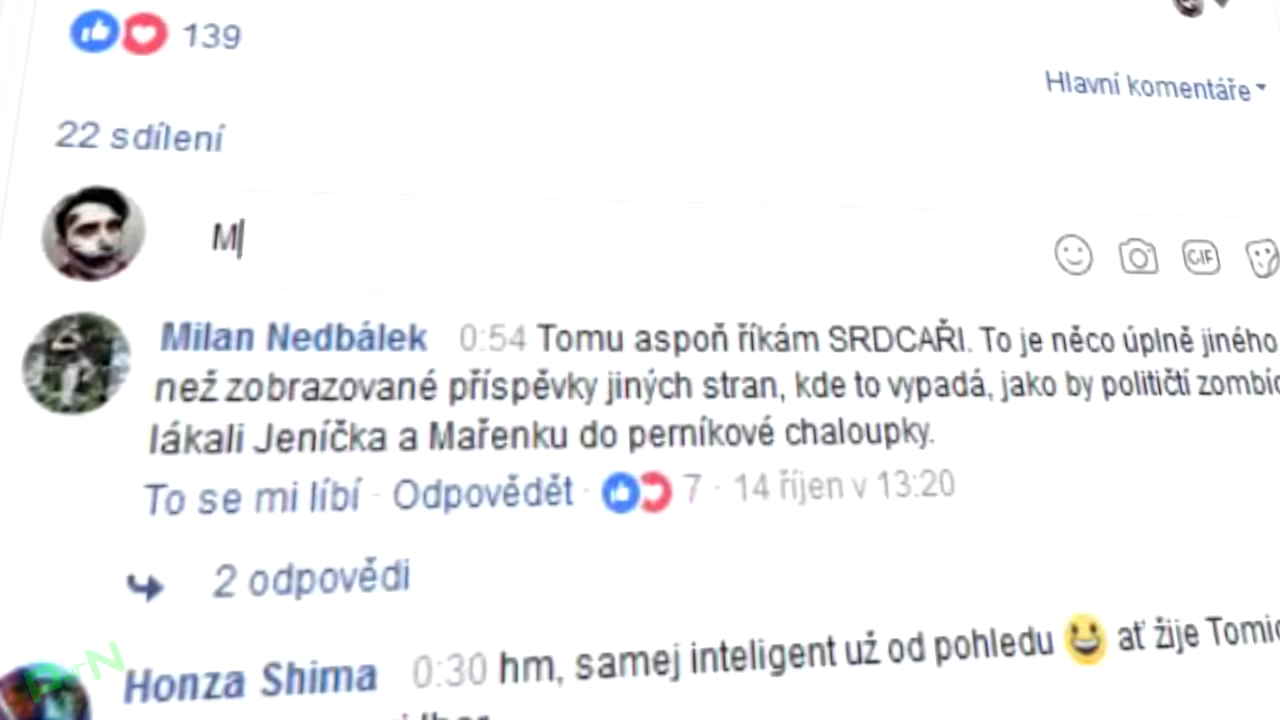 139
Hlavní komentáře
22 sdílení
M
Milan Nedbálek 0:54 Tomu aspoň říkám SRDCAŘI. To je něco úplně jiného
než zobrazované příspěvky jiných stran, kde to vypadá, jako by političtí
lákali Jeníčka a Mařenku do perníkové chaloupky.
To se mi líbí · Odpovědět · 7 · 14 říjen v 13:20
2 odpovědi
Honza Shima 0:30 hm, samej inteligent už od pohledu 😀 ať žije
GIF